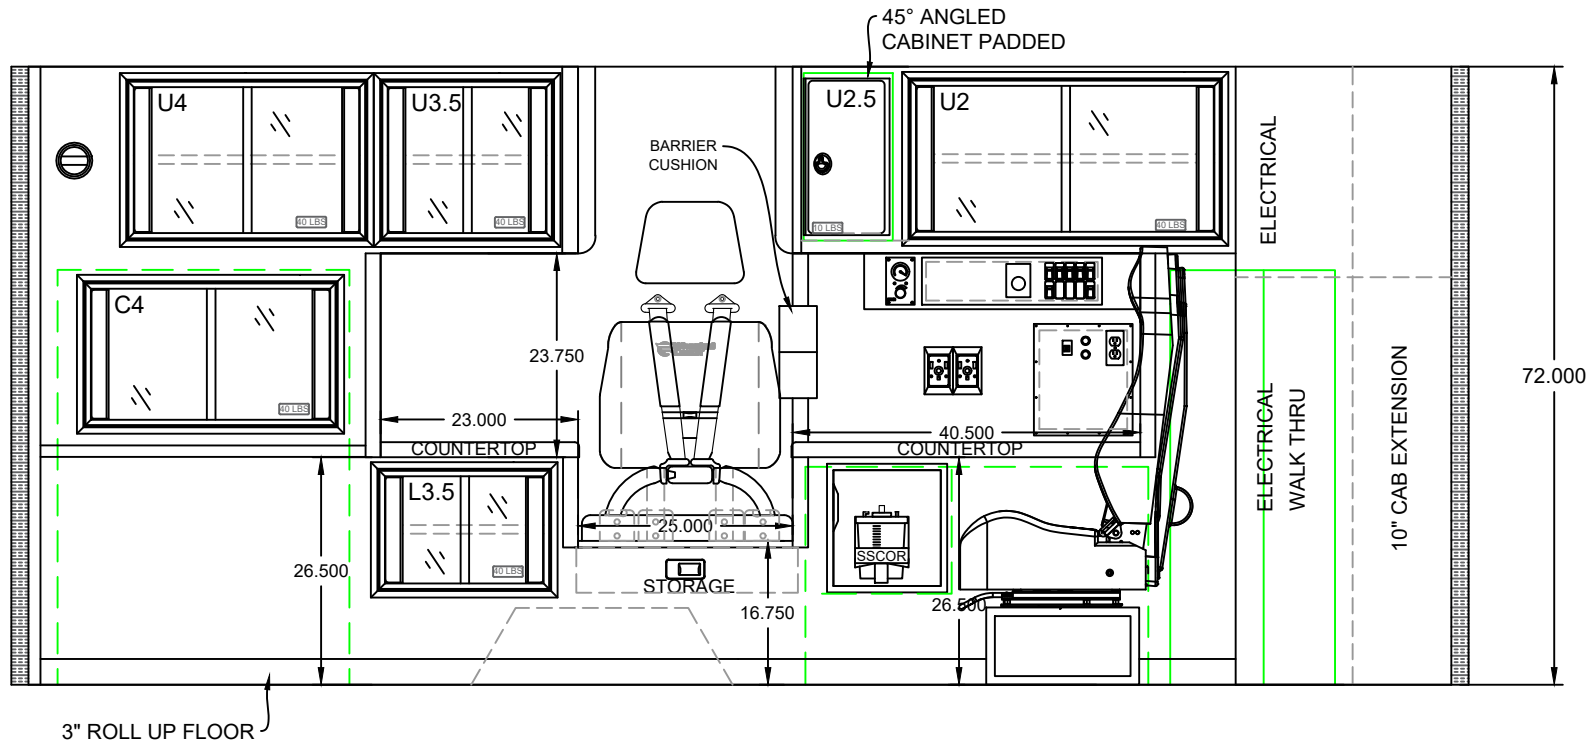 45° ANGLED
CABINET PADDED
U4
U3.5
U2.5
U2
BARRIER
CUSHION
40 LBS
40 LBS
10 LBS
40 LBS
ELECTRICAL
C4
23.750
40 LBS
23.000
40.500
COUNTERTOP
COUNTERTOP
72.000
ELECTRICAL
WALK THRU
10" CAB EXTENSION
L3.5
25.000
SSCOR
26.500
40 LBS
STORAGE
16.750
26.500
3" ROLL UP FLOOR